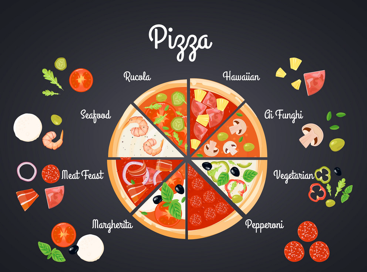 Pizza
Rucola
Hawaiian
Seafood
Ai Funghi
Meat Feast
Vegetarian
Margherita
Pepperoni